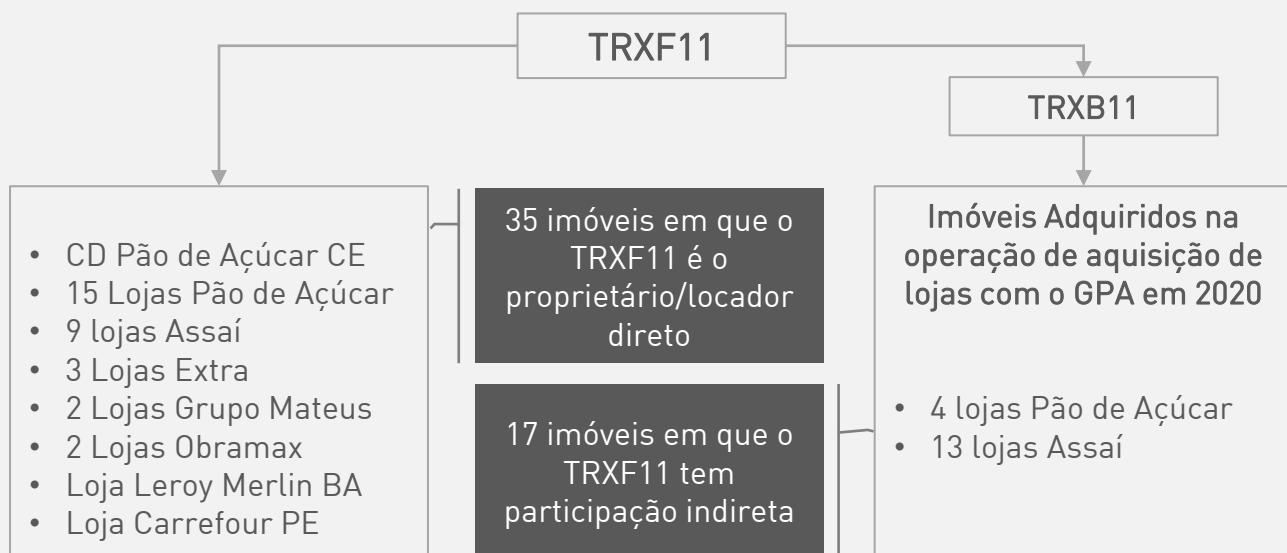 TRXF11
TRXB11
• CD Pão de Açúcar CE
• 15 Lojas Pão de Açúcar
• 9 lojas Assaí
• 3 Lojas Extra
• 2 Lojas Grupo Mateus
• 2 Lojas Obramax
• Loja Leroy Merlin BA
• Loja Carrefour PE
35 imóveis em que o
TRXF11 é o
proprietário/locador
direto
17 imóveis em que o
TRXF11 tem
participação indireta
Imóveis Adquiridos na
operação de aquisição de
lojas com o GPA em 2020
• 4 lojas Pão de Açúcar
• 13 lojas Assaí